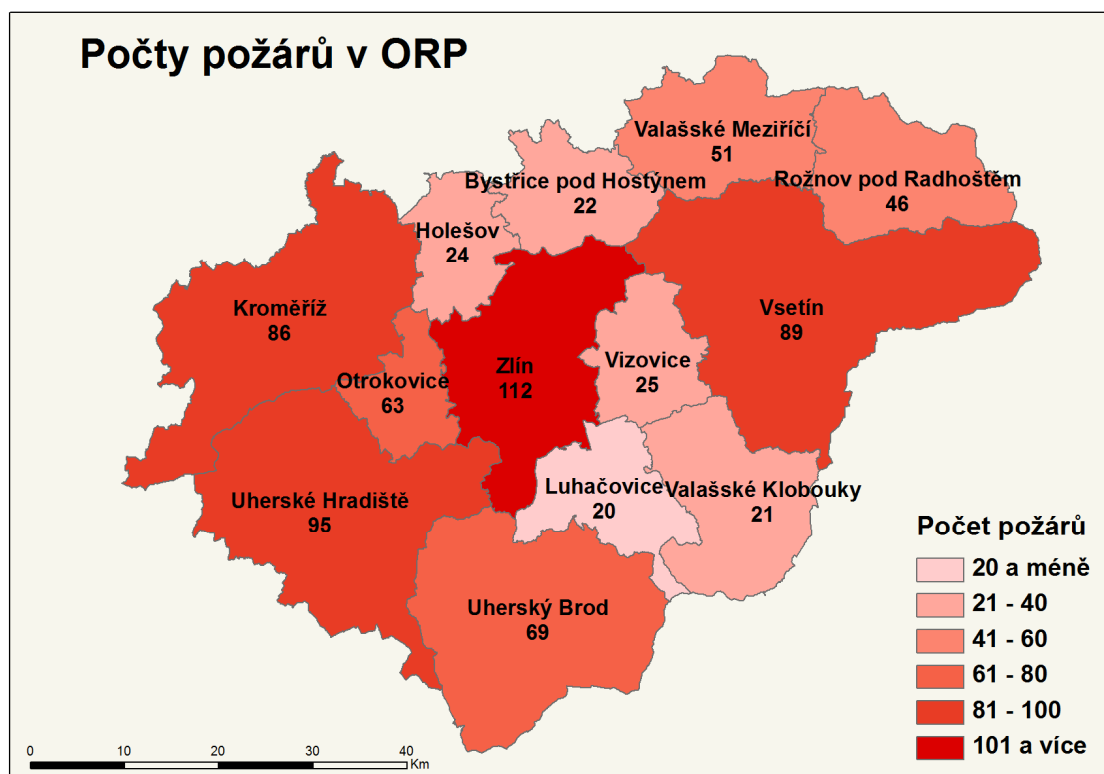 Počty požárů v ORP
Valašské Meziříčí
51
Bystřice pod Hostýnem
22
Rožnov pod Radhoštěm
46
Holešov
24
Kroměříž
86
Vsetín
89
Otrokovice
63
Zlín
112
Vizovice
25
Uherské Hradiště
95
Luhačovice
20
Valašské Klobouky
21
Uherský Brod
69
Počet požárů
20 a méně
21 - 40
41 - 60
61 - 80
81 - 100
101 a více
0 10 20 30 40
Km